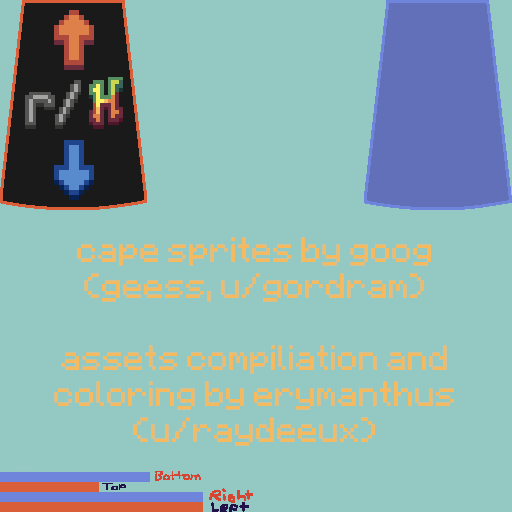 r/H
cape sprites by goog
(geess, u/gordram)
assets compiliation and
coloring by erymanthus
(u/raydeeux)
Bottom
Top
Right
Left